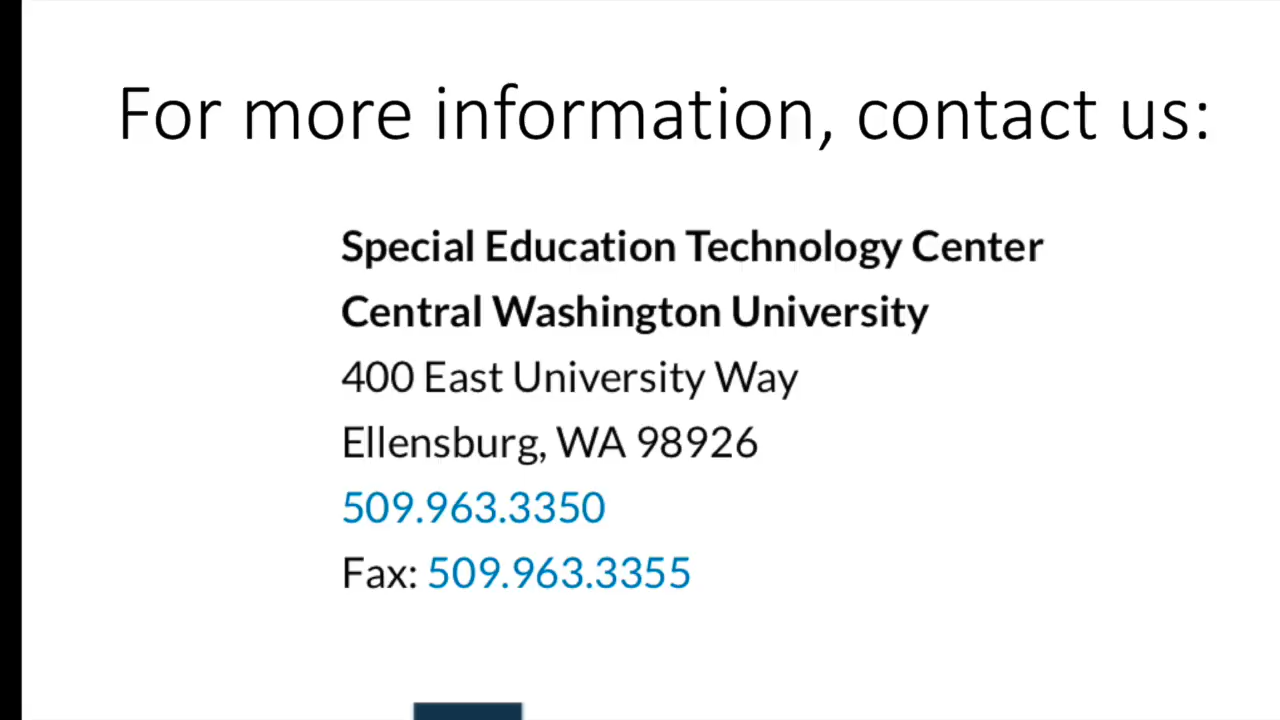 For more information, contact us:
Special Education Technology Center
Central Washington University
400 East University Way
Ellensburg, WA 98926
509.963.3350
Fax: 509.963.3355